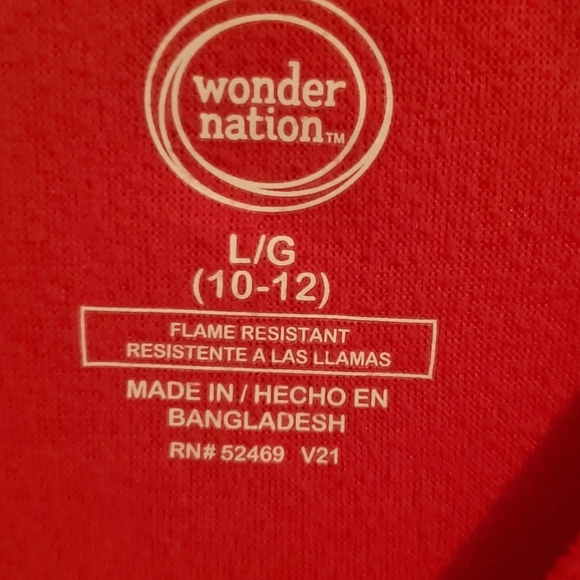 wonder
nation™
L/G
(10-12)
FLAME RESISTANT
RESISTENTE A LAS LLAMAS
MADE IN / HECHO EN
BANGLADESH
RN# 52469 V21